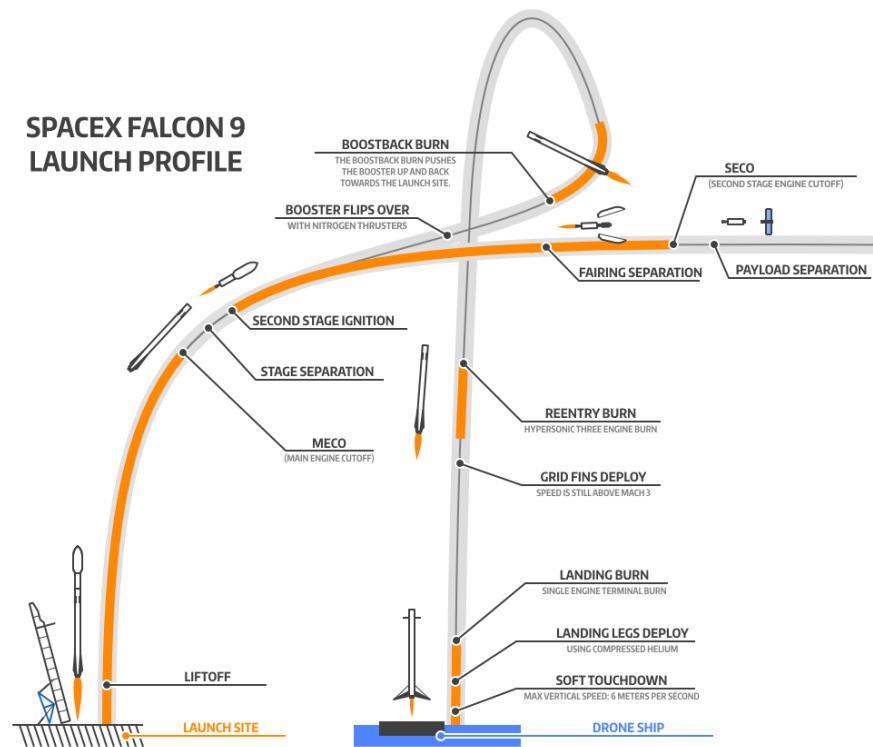 SPACEX FALCON 9
LAUNCH PROFILE
BOOSTBACK BURN
THE BOOSTBACK BURN PUSHES
THE BOOSTER UP AND BACK
TOWARDS THE LAUNCH SITE.
SECO
(SECOND STAGE ENGINE CUTOFF)
BOOSTER FLIPS OVER
WITH NITROGEN THRUSTERS
FAIRING SEPARATION
PAYLOAD SEPARATION
SECOND STAGE IGNITION
STAGE SEPARATION
MECO
(MAIN ENGINE CUTOFF)
REENTRY BURN
HYPERSONIC THREE ENGINE BURN
GRID FINS DEPLOY
SPEED IS STILL ABOVE MACH 3
LANDING BURN
SINGLE ENGINE TERMINAL BURN
LANDING LEGS DEPLOY
USING COMPRESSED HELIUM
LIFTOFF
SOFT TOUCHDOWN
MAX VERTICAL SPEED: 6 METERS PER SECOND
LAUNCH SITE
DRONE SHIP